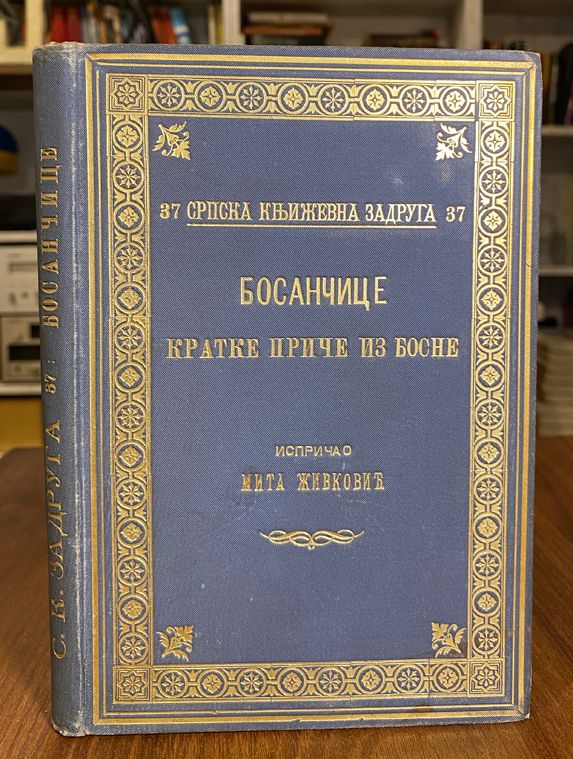 37 СРПСКА КЊИЖЕВНА ЗАДРУГА 37
БОСАНЧИЦЕ
КРАТКЕ ПРИЧЕ ИЗ БОСНЕ
ИСПРИЧАО
МИТА ЖИВКОВИЋ
С. К. ЗАДРУГА 37: БОСАНЧИЦЕ